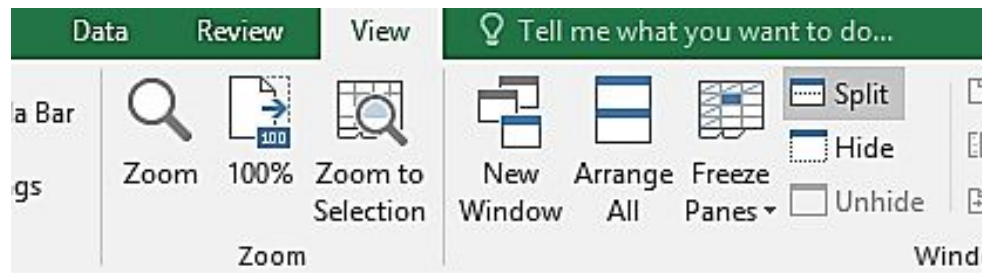 Data Review View Tell me what you want to do...
a Bar
gs
Zoom
100%
Zoom to
Selection
Zoom
New
Window
Arrange
All
Freeze
Panes
Split
Hide
Unhide
Wind